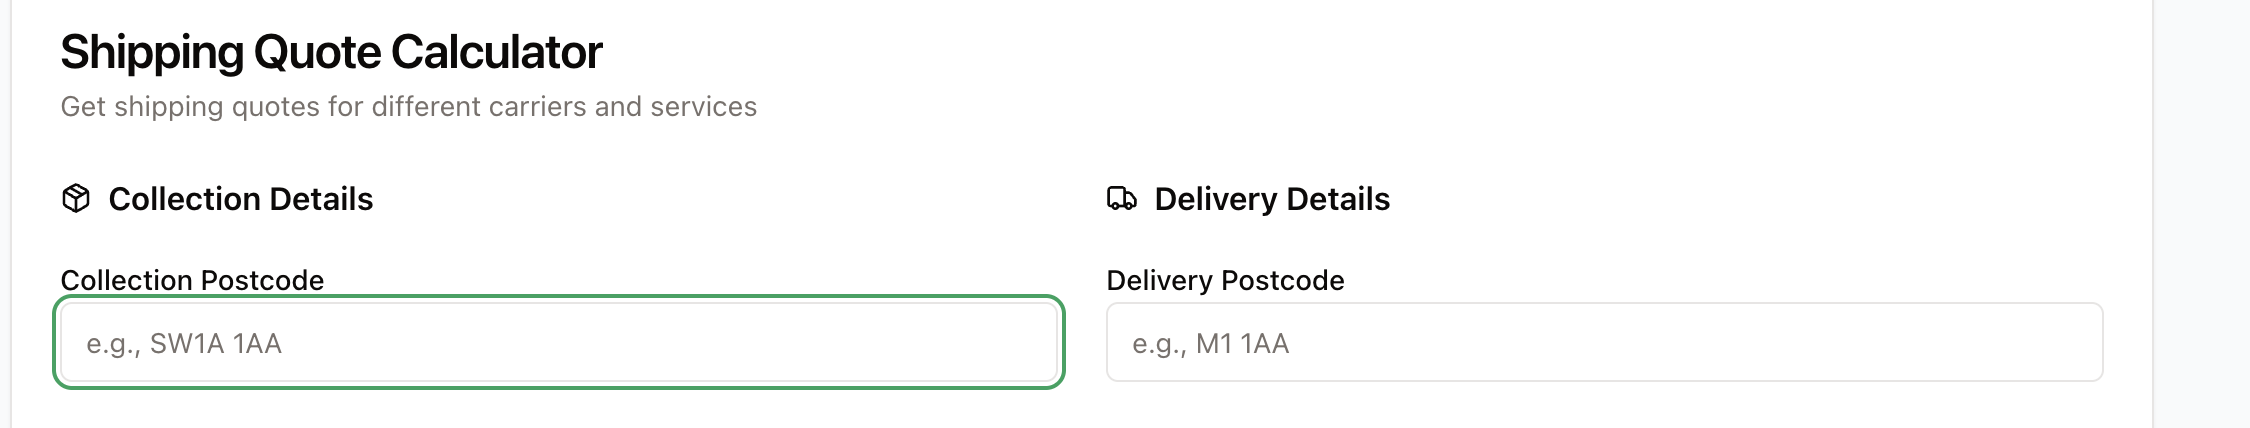 Shipping Quote Calculator
Get shipping quotes for different carriers and services
Collection Details
Collection Postcode
e.g., SW1A 1AA
Delivery Details
Delivery Postcode
e.g., M1 1AA